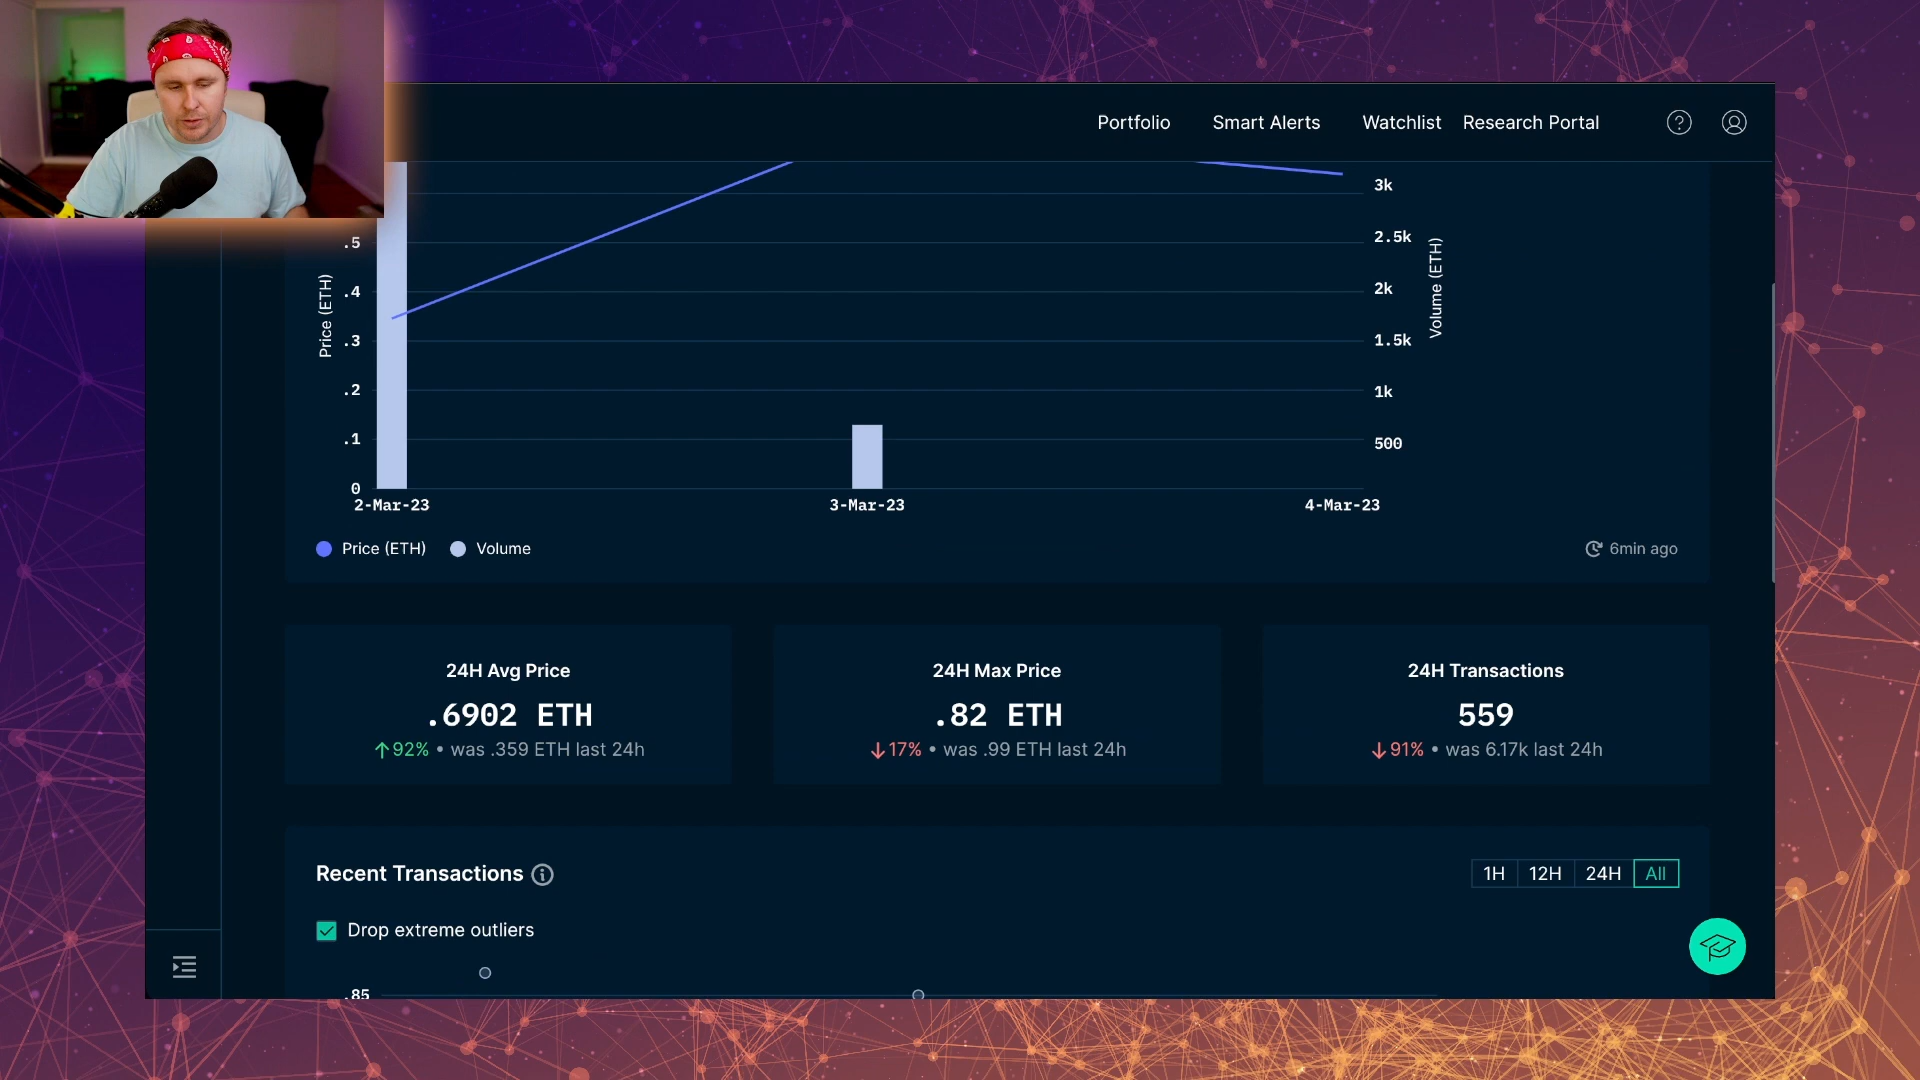 Portfolio Smart Alerts Watchlist Research Portal
3k
.5
2.5k
.4
2k
.3
1.5k
.2
1k
.1
500
0
Price (ETH)
Volume (ETH)
2-Mar-23 3-Mar-23 4-Mar-23
Price (ETH) Volume
6min ago
24H Avg Price
.6902 ETH
↑92% • was .359 ETH last 24h
24H Max Price
.82 ETH
↓17% • was .99 ETH last 24h
24H Transactions
559
↓91% • was 6.17k last 24h
Recent Transactions
1H 12H 24H All
Drop extreme outliers
.85